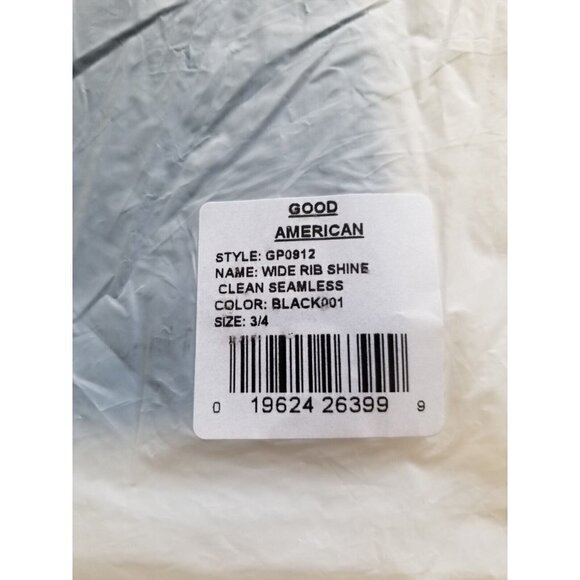 GOOD
AMERICAN
STYLE: GP0912
NAME: WIDE RIB SHINE
CLEAN SEAMLESS
COLOR: BLACK001
SIZE: 3/4
0 19624 26399 9